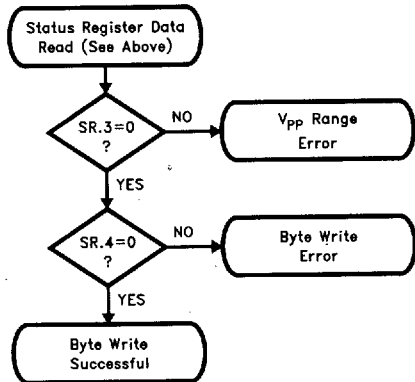 Status Register Data
Read (See Above)
SR.3=0
?
NO
VPP Range
Error
YES
SR.4=0
?
NO
Byte Write
Error
YES
Byte Write
Successful